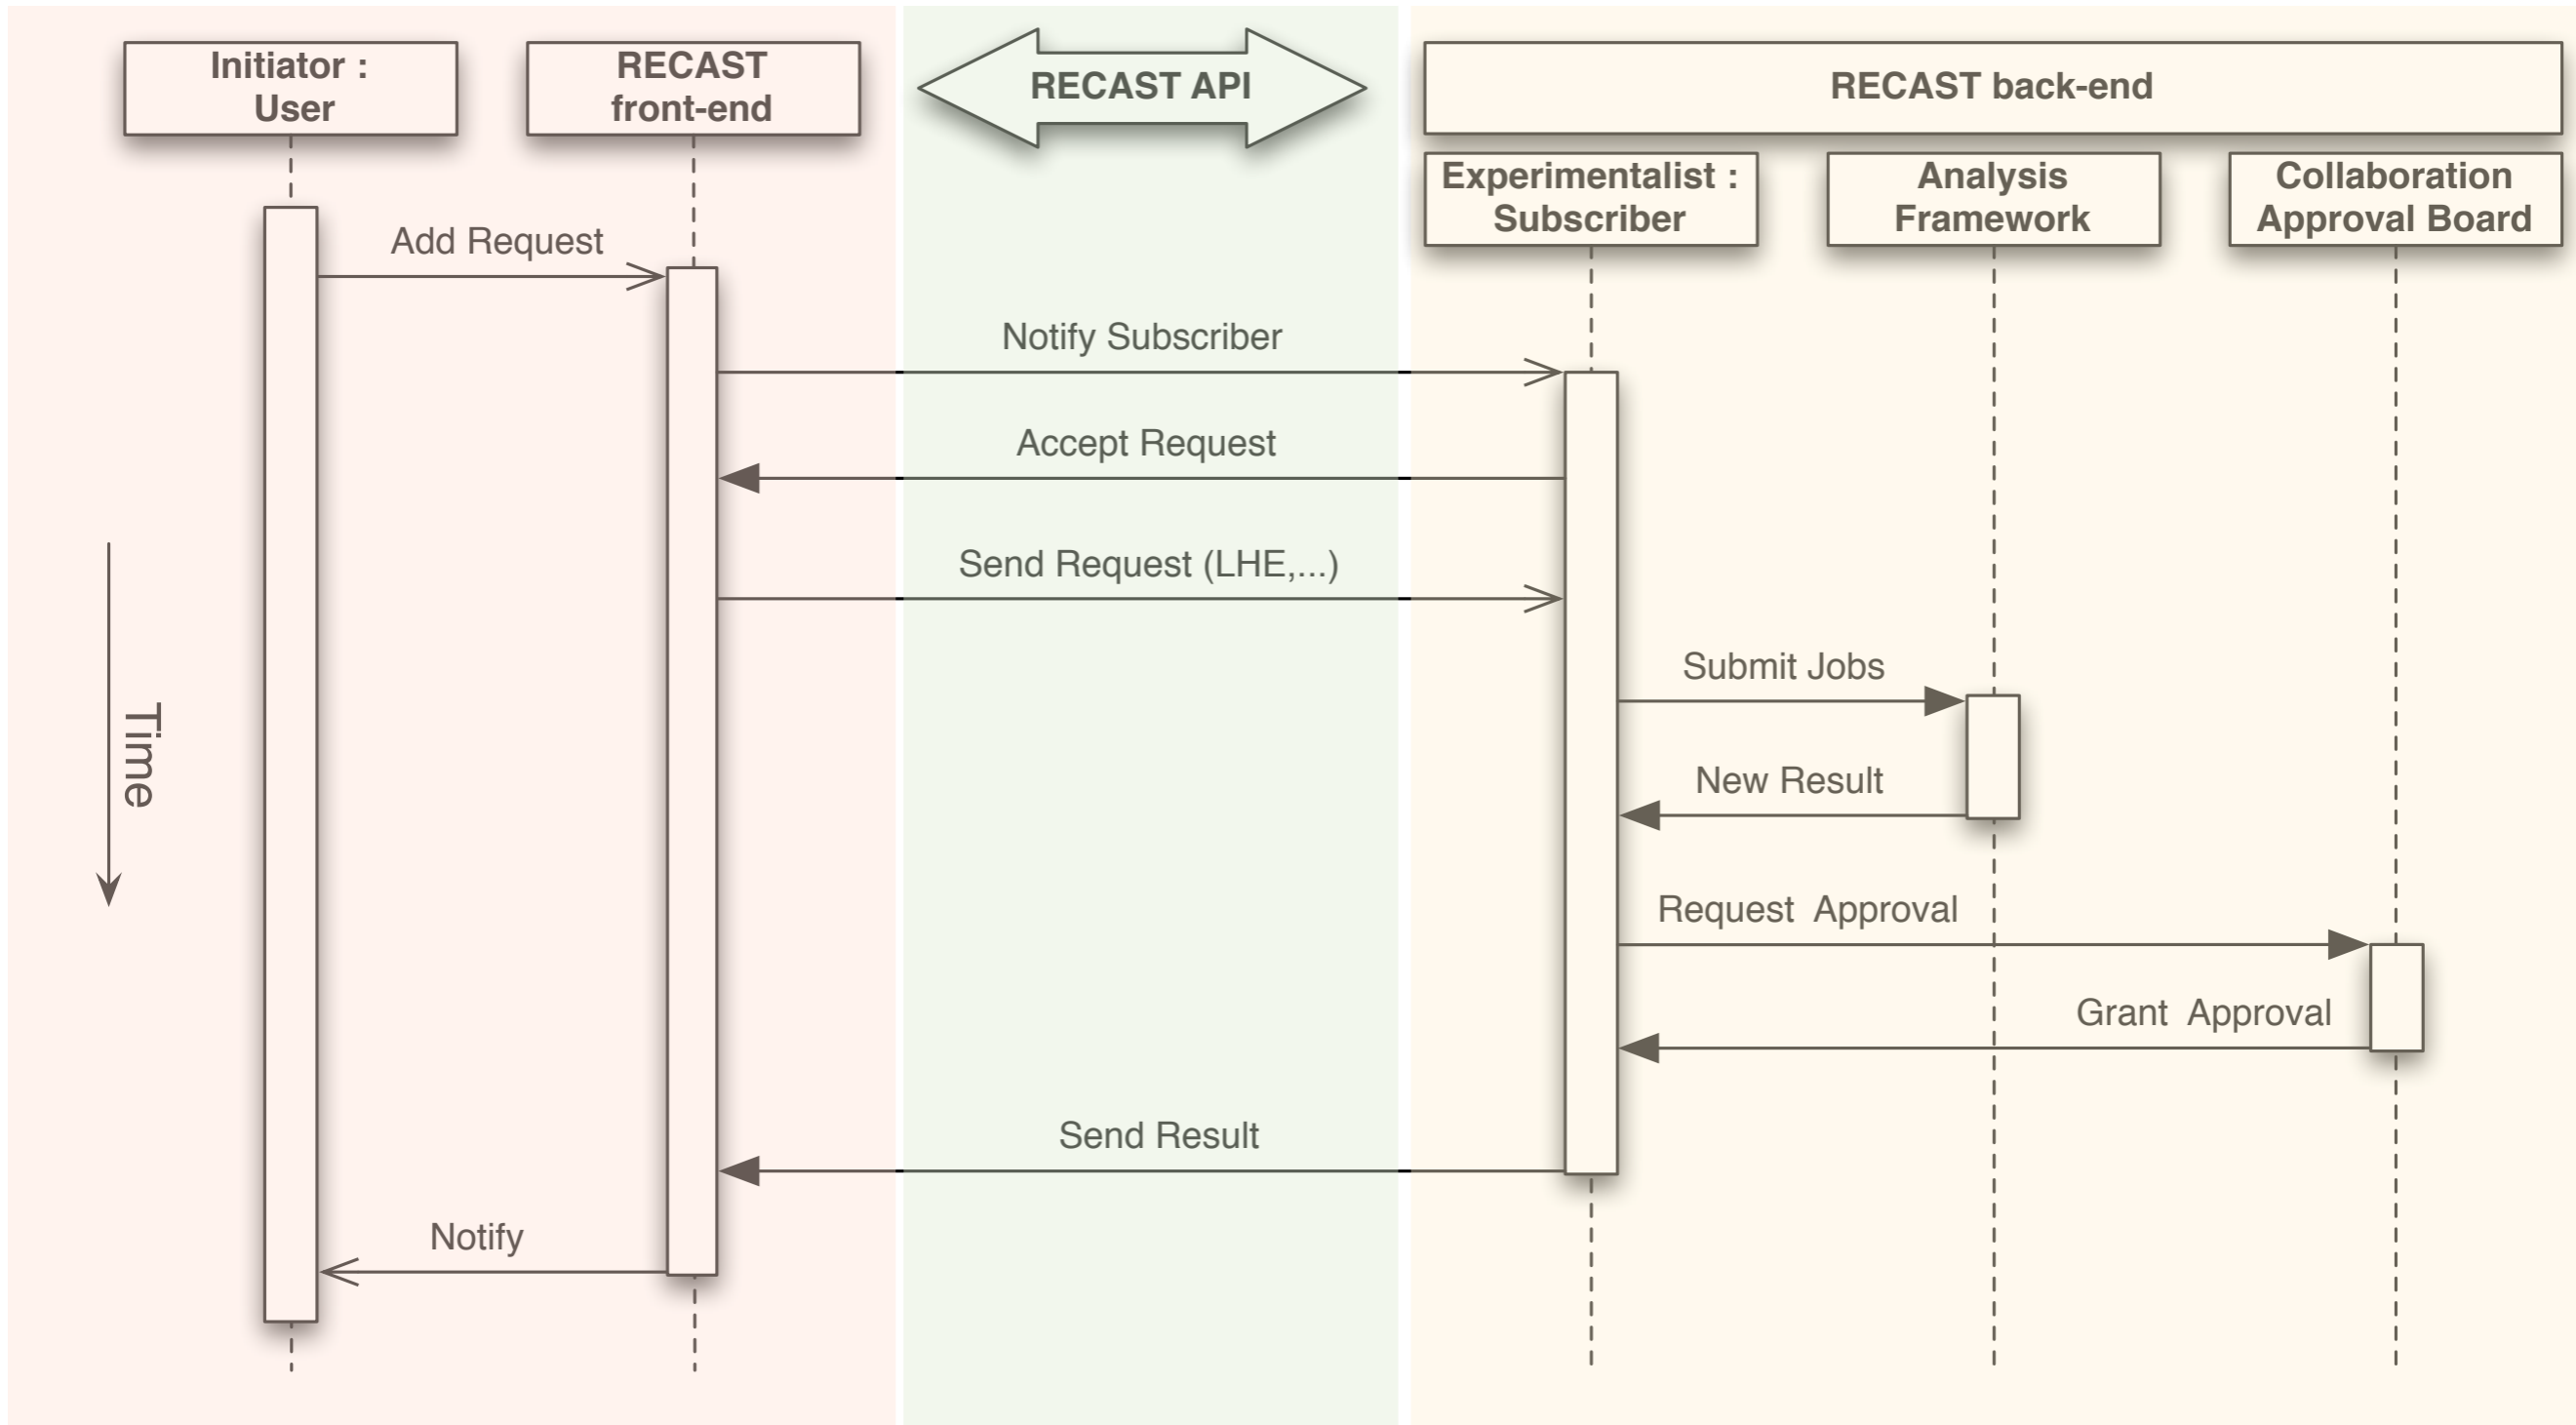 Initiator :
User
RECAST
front-end
RECAST API
RECAST back-end
Experimentalist :
Subscriber
Analysis
Framework
Collaboration
Approval Board
Add Request
Notify Subscriber
Accept Request
Send Request (LHE,...)
Submit Jobs
Time
New Result
Request Approval
Grant Approval
Send Result
Notify